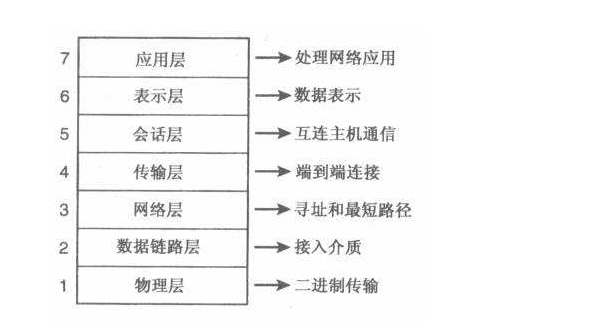 7 应用层 处理网络应用
6 表示层 数据表示
5 会话层 互连主机通信
4 传输层 端到端连接
3 网络层 寻址和最短路径
2 数据链路层 接入介质
1 物理层 二进制传输